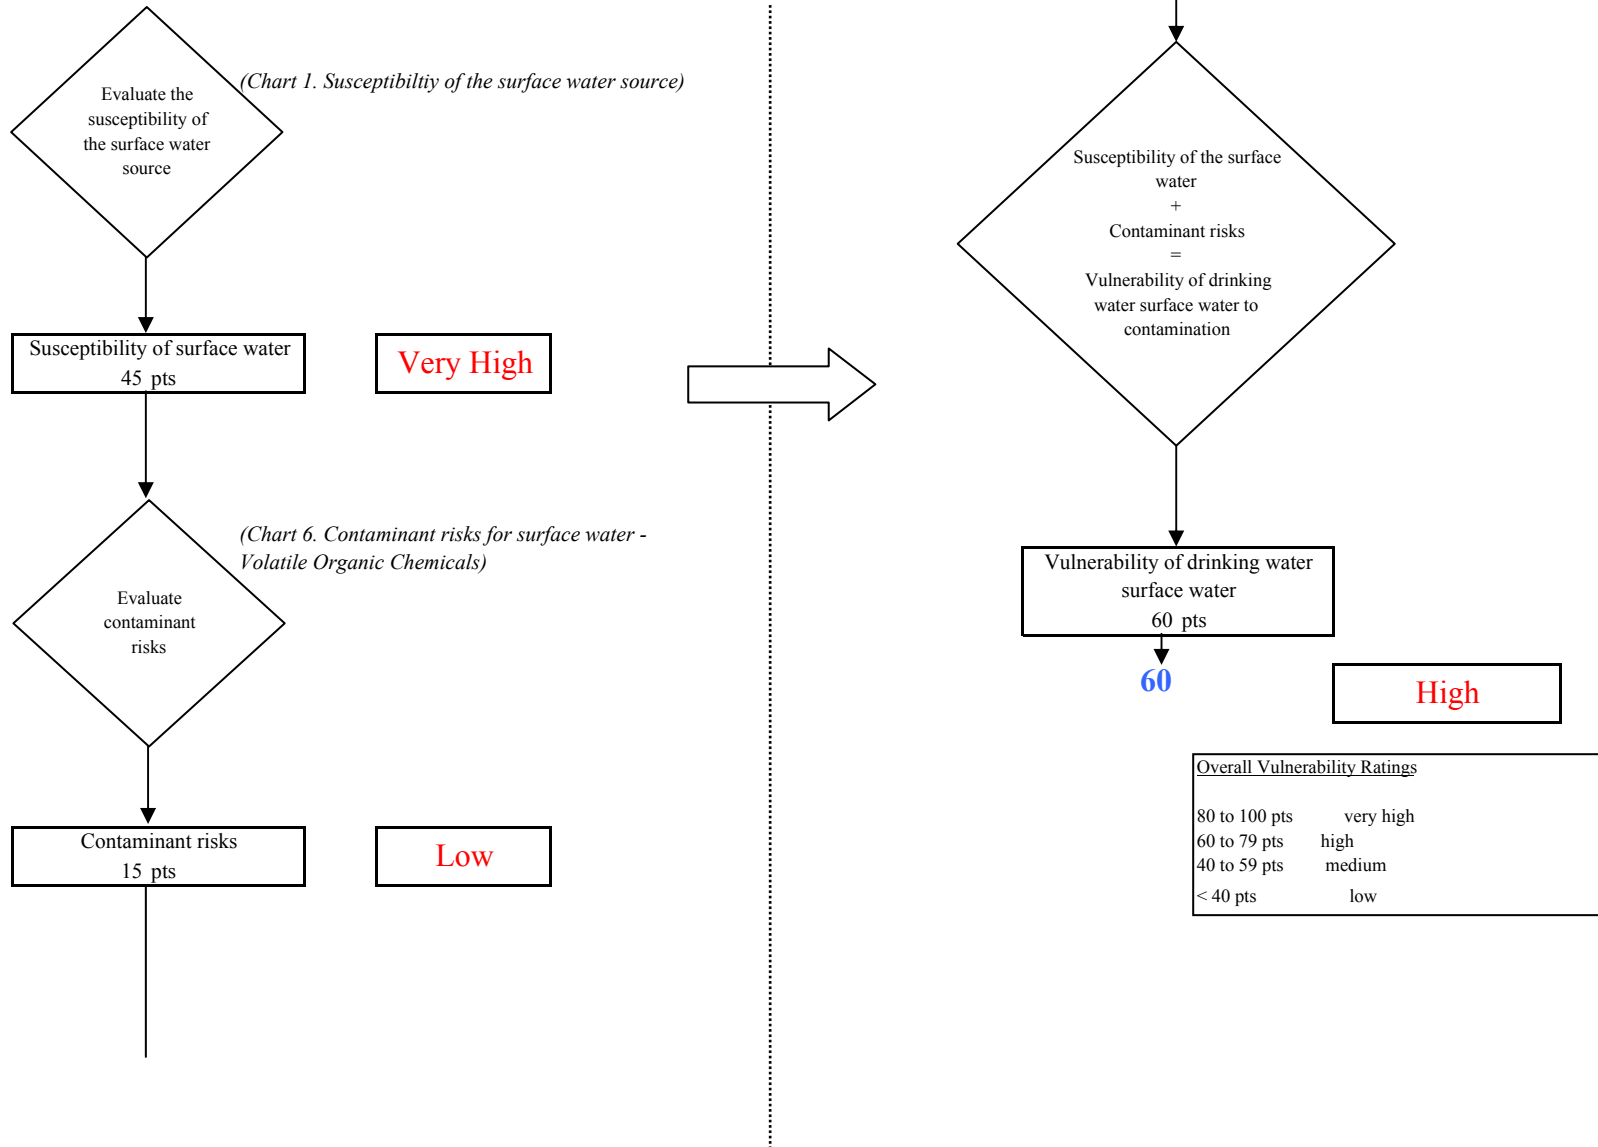 Evaluate the
susceptibility of
the surface water
source
(Chart 1. Susceptibiltiy of the surface water source)
Susceptibility of surface water
45 pts
Very High
(Chart 6. Contaminant risks for surface water -
Volatile Organic Chemicals)
Evaluate
contaminant
risks
Contaminant risks
15 pts
Low
Susceptibility of the surface
water
+
Contaminant risks
=
Vulnerability of drinking
water surface water to
contamination
Vulnerability of drinking water
surface water
60 pts
60
High
Overall Vulnerability Ratings
80 to 100 pts very high
60 to 79 pts high
40 to 59 pts medium
< 40 pts low